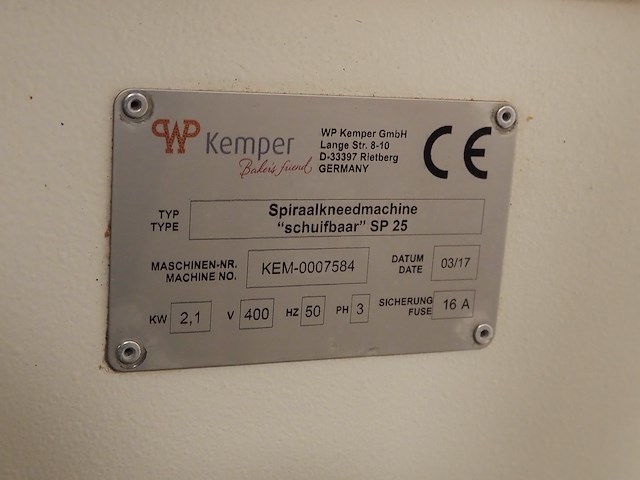 WP Kemper
Baker's friend
WP Kemper GmbH
Lange Str. 8-10
D-33397 Rietberg
GERMANY
CE
TYP
TYPE
Spiraalkneedmachine
"schuifbaar" SP 25
MASCHINEN-NR.
MACHINE NO.
KEM-0007584
DATUM
DATE
03/17
KW 2,1 V 400 HZ 50 PH 3
SICHERUNG
FUSE
16 A